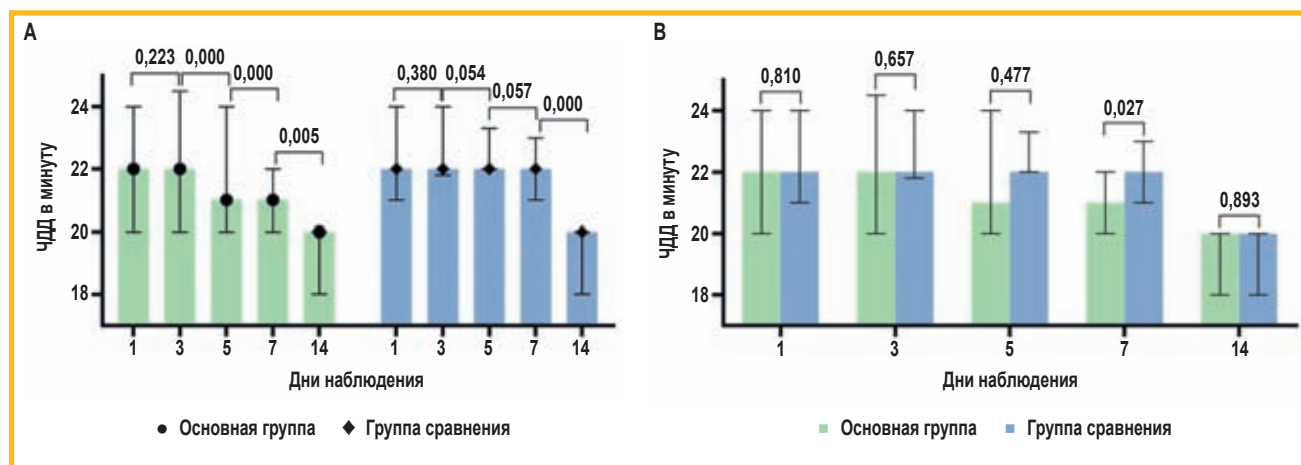 А
0,223
0,000
0,000
0,005
0,380
0,054
0,057
0,000
24
22
20
18
ЧДД в минуту
1 3 5 7 14 1 3 5 7 14
Дни наблюдения
Основная группа Группа сравнения
В
0,810
0,657
0,477
0,027
0,893
24
22
20
18
ЧДД в минуту
1 3 5 7 14
Дни наблюдения
Основная группа Группа сравнения